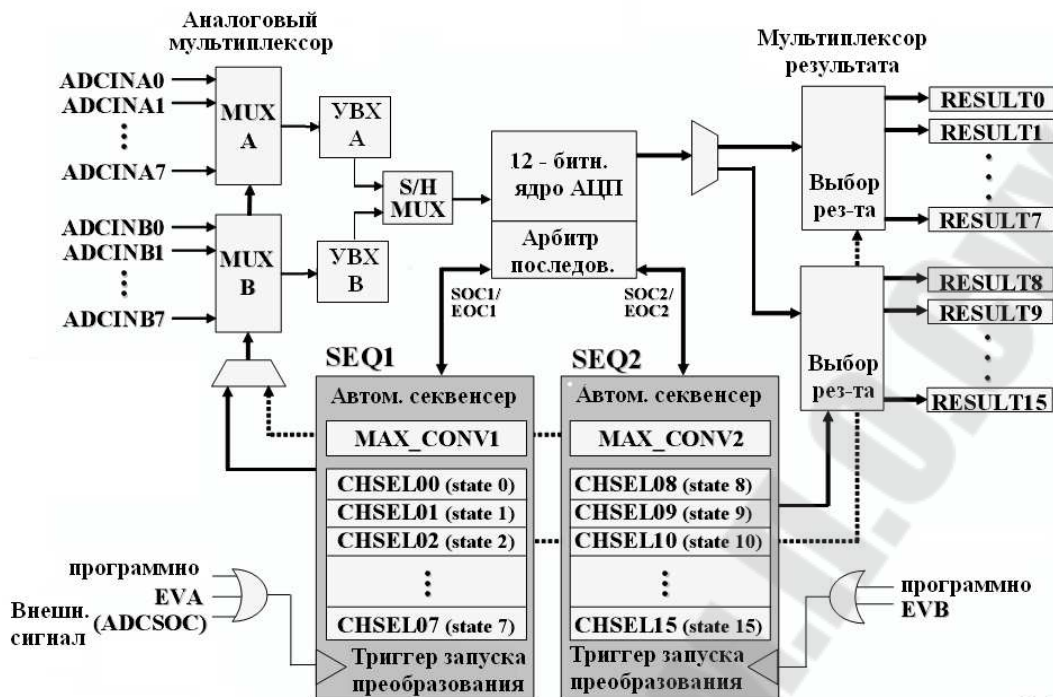 Аналоговый
мультиплексор
ADCINA0
ADCINA1
ADCINA7
MUX
A
УВХ
A
ADCINB0
ADCINB1
ADCINB7
MUX
B
УВХ
B
S/H
MUX
12 - битн.
ядро АЦП
Арбитр
последов.
SOC1/
EOC1
SOC2/
EOC2
Мультиплексор
результата
Выбор
рез-та
RESULT0
RESULT1
RESULT7
Выбор
рез-та
RESULT8
RESULT9
RESULT15
SEQ1
Автом. секвенсер
MAX_CONV1
CHSEL00 (state 0)
CHSEL01 (state 1)
CHSEL02 (state 2)
CHSEL07 (state 7)
Триггер запуска
преобразования
SEQ2
Автом. секвенсер
MAX_CONV2
CHSEL08 (state 8)
CHSEL09 (state 9)
CHSEL10 (state 10)
CHSEL15 (state 15)
Триггер запуска
преобразования
программно
EVA
Внешн.
сигнал
(ADCSOC)
программно
EVB